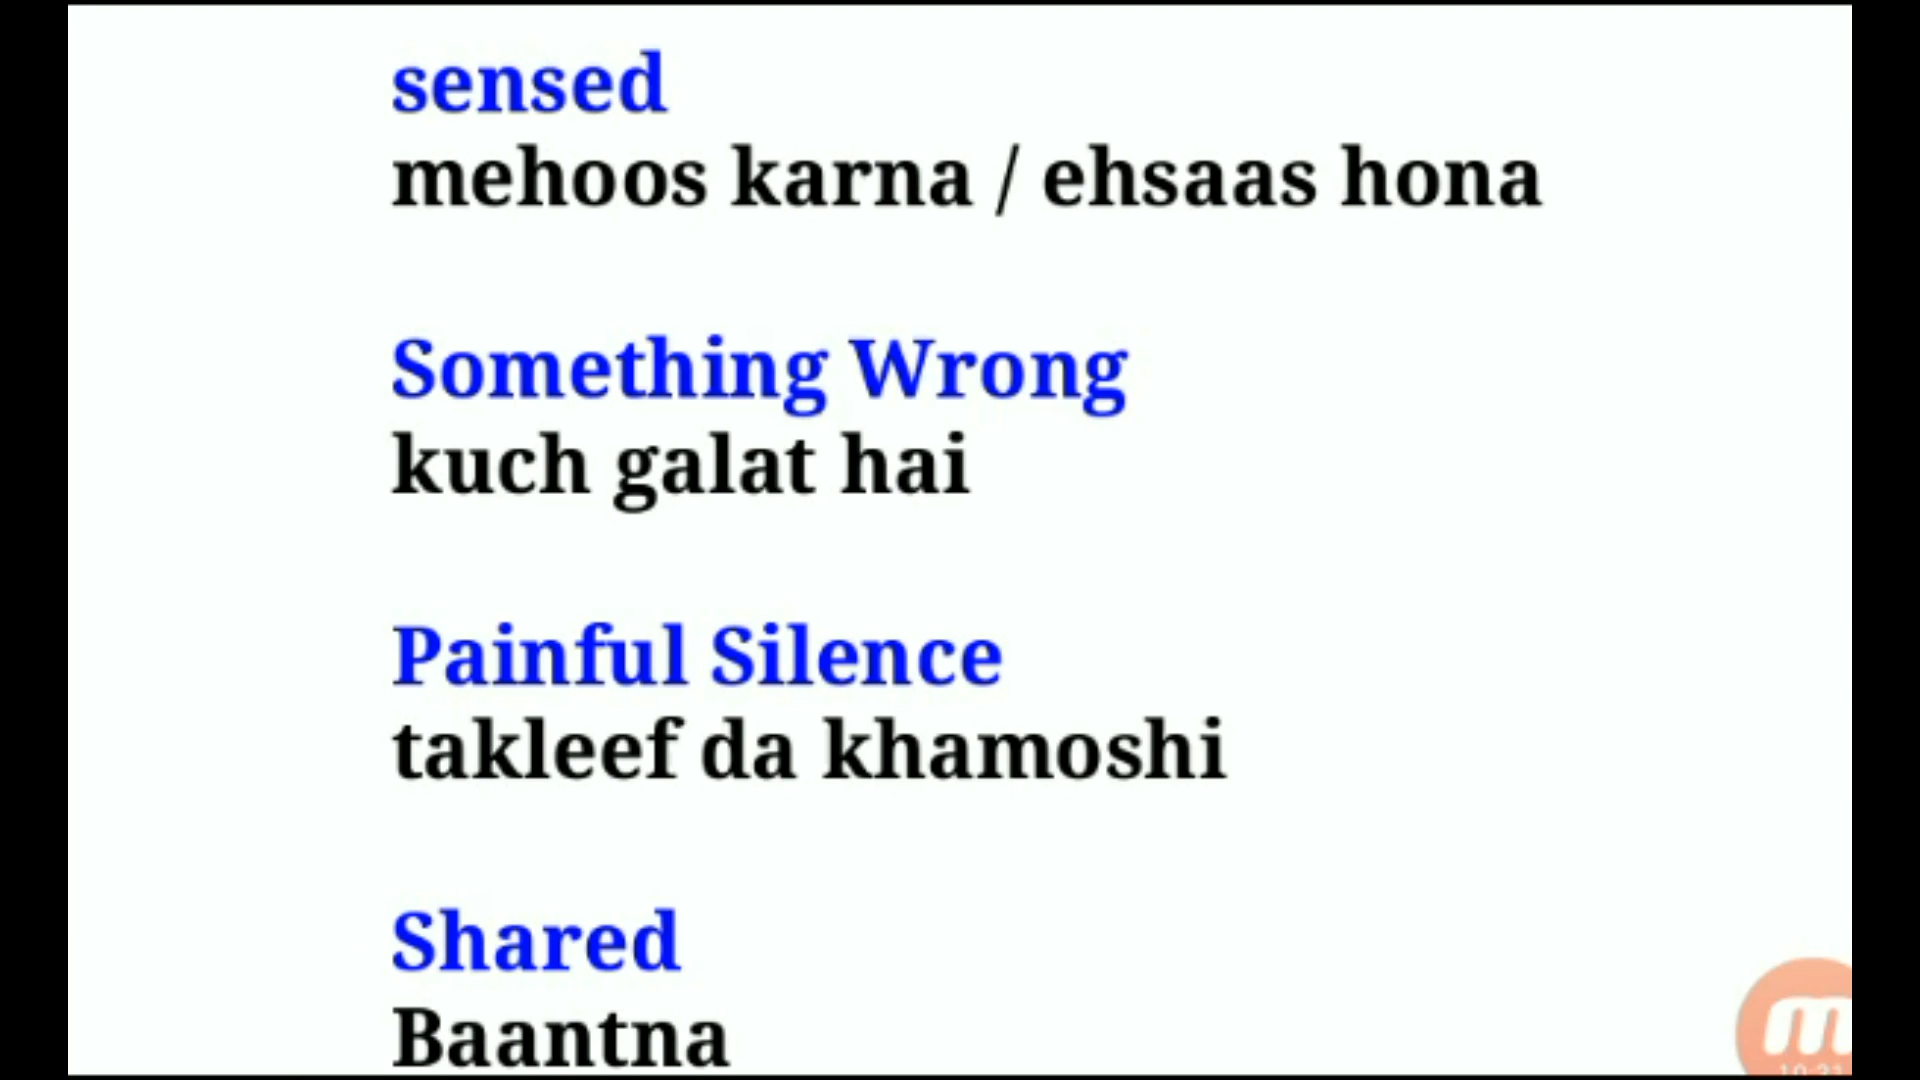 sensed
mehoos karna / ehsaas hona
Something Wrong
kuch galat hai
Painful Silence
takleef da khamoshi
Shared
Baantna
m